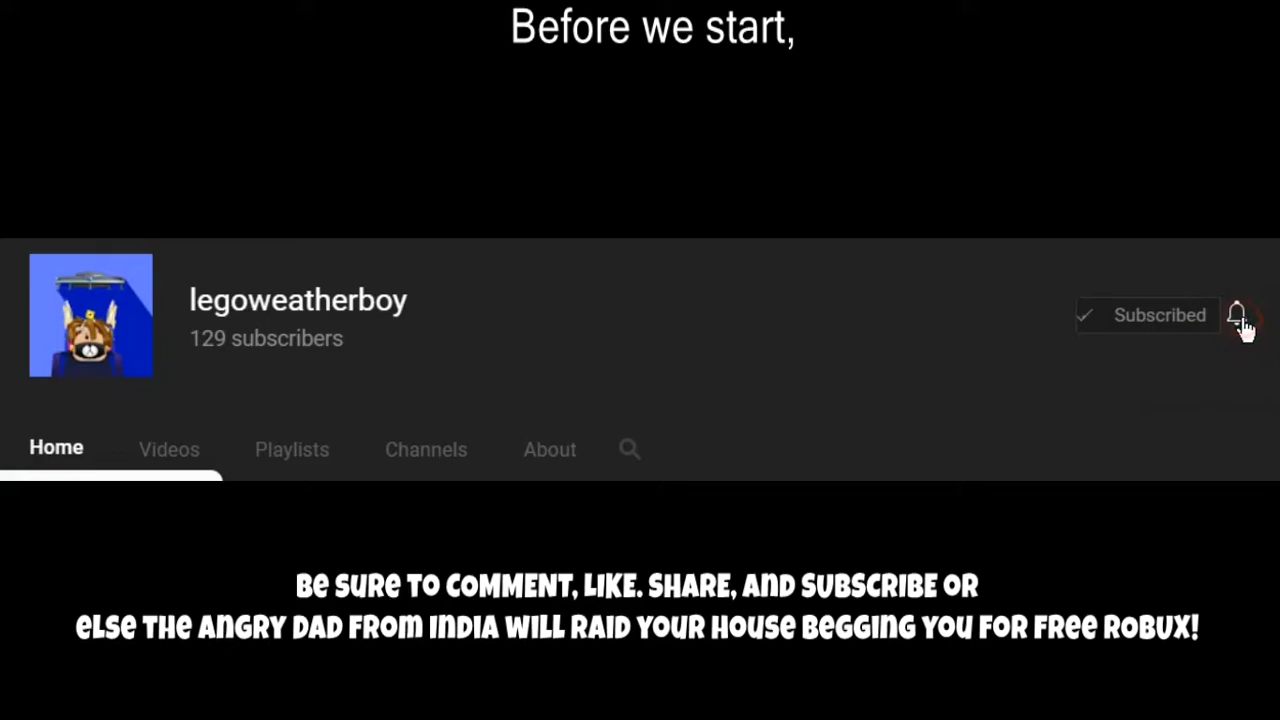 Before we start,
legoweatherboy
129 subscribers
Subscribed
Home Videos Playlists Channels About
Be sure to comment, like. share, and subscribe or
else the angry dad from india will raid your house begging you for free robux!